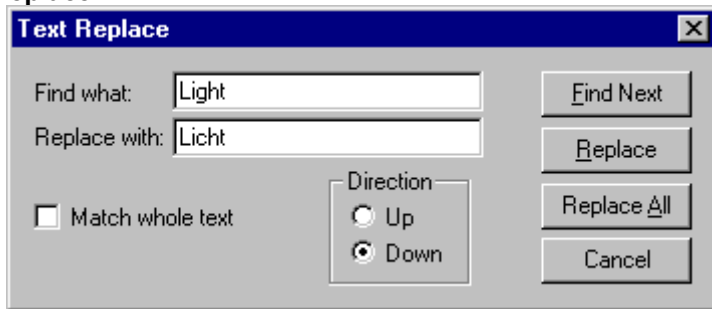 Text Replace
Find what: Light
Find Next
Replace with: Licht
Replace
Match whole text
Direction
Up
Down
Replace All
Cancel